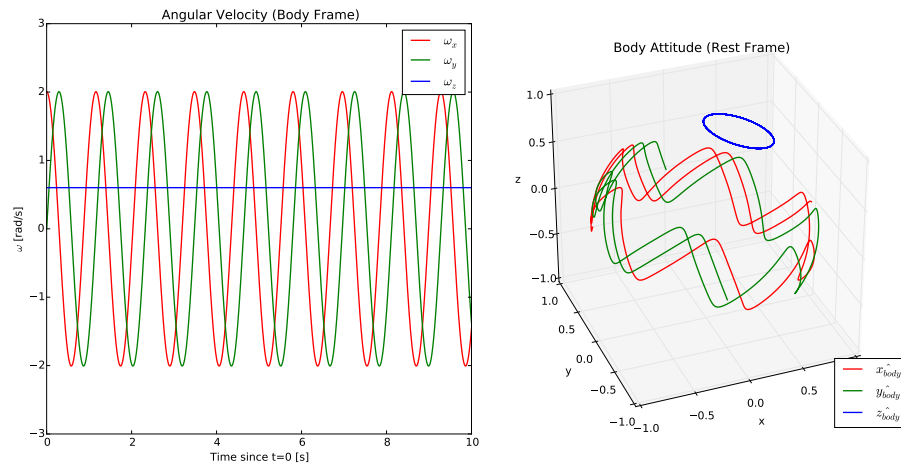 Angular Velocity (Body Frame)
3
2
1
0
−1
−2
−3
ω [rad/s]
0
2
4
6
8
10
Time since t=0 [s]
ω_x
ω_y
ω_z
Body Attitude (Rest Frame)
1.0
0.5
0.0
−0.5
−1.0
z
1.0
0.5
0.0
−0.5
−1.0
y
−1.0
−0.5
0.0
0.5
x
x̂_body
ŷ_body
ẑ_body